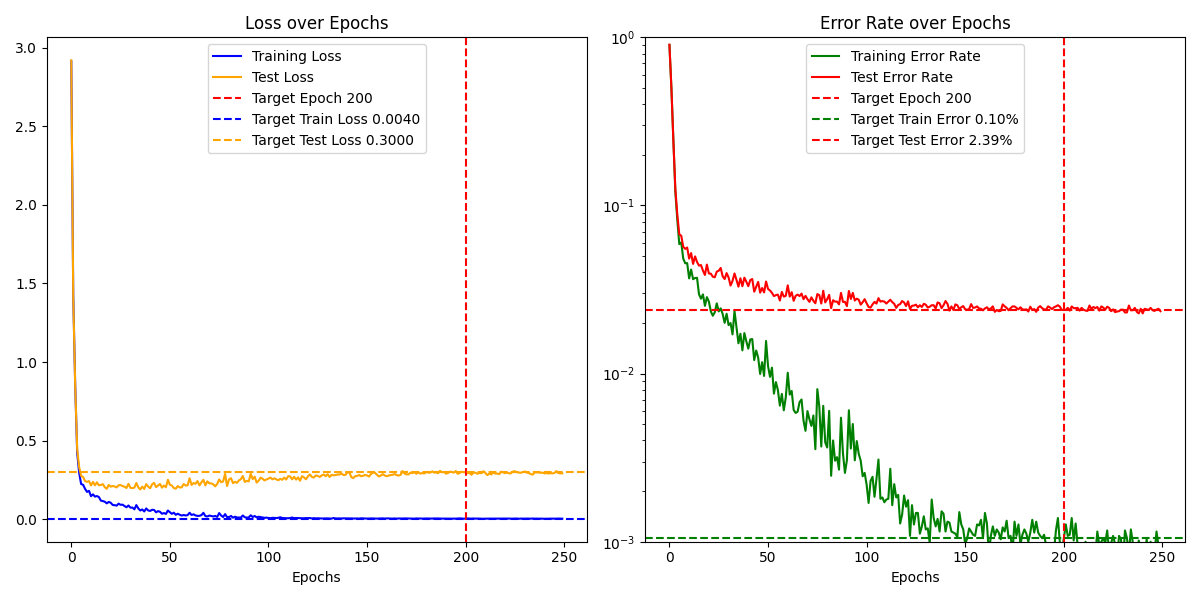 Loss over Epochs
3.0
2.5
2.0
1.5
1.0
0.5
0.0
Training Loss
Test Loss
Target Epoch 200
Target Train Loss 0.0040
Target Test Loss 0.3000
0 50 100 150 200 250
Epochs
Error Rate over Epochs
10⁰
10⁻¹
10⁻²
10⁻³
Training Error Rate
Test Error Rate
Target Epoch 200
Target Train Error 0.10%
Target Test Error 2.39%
0 50 100 150 200 250
Epochs